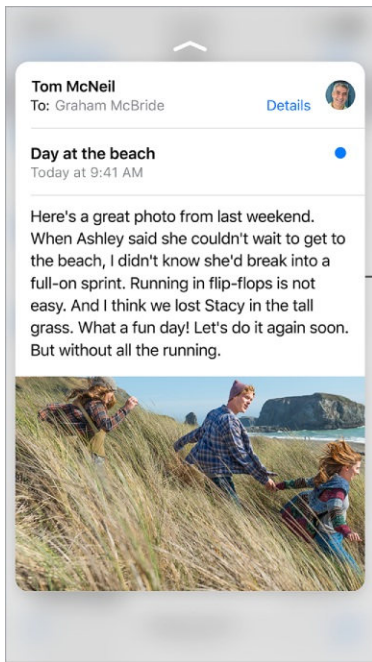 Tom McNeil
To: Graham McBride Details
Day at the beach
Today at 9:41 AM
Here's a great photo from last weekend.
When Ashley said she couldn't wait to get to
the beach, I didn't know she'd break into a
full-on sprint. Running in flip-flops is not
easy. And I think we lost Stacy in the tall
grass. What a fun day! Let's do it again soon.
But without all the running.